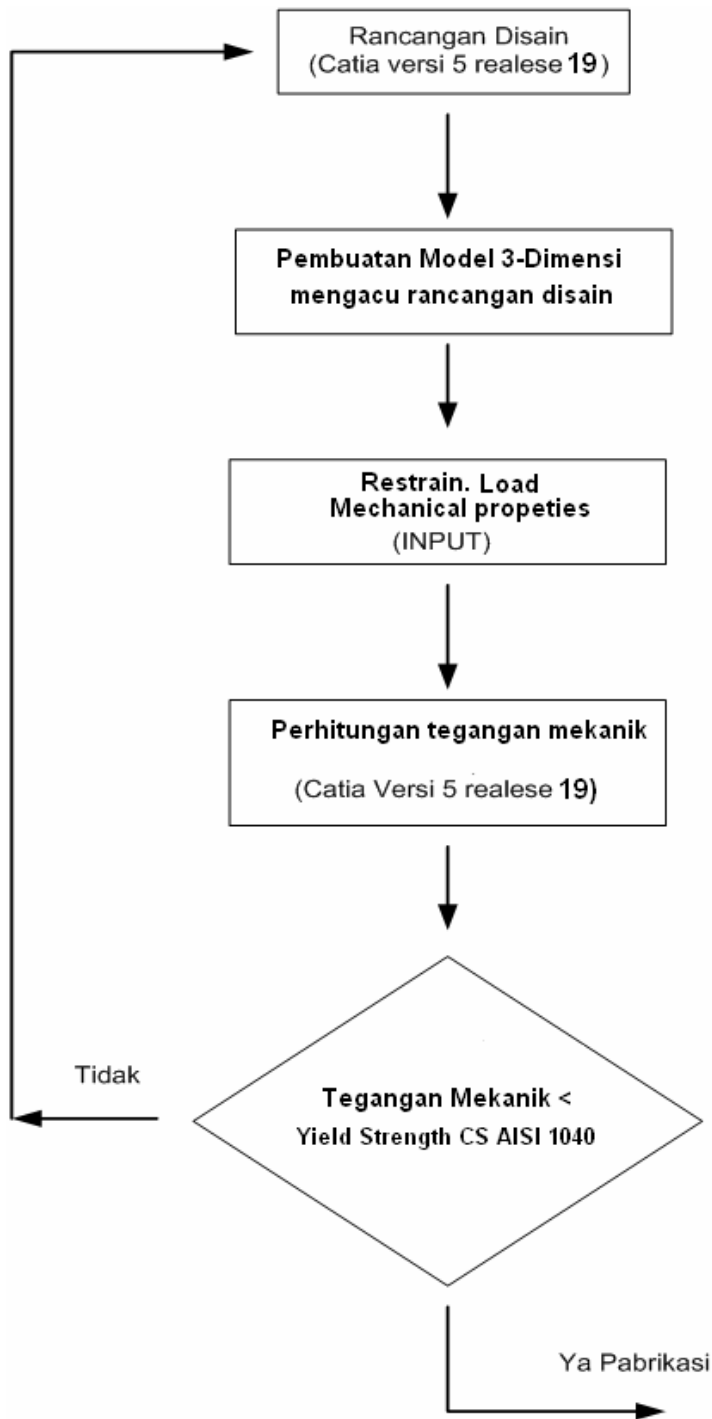 Rancangan Disain
(Catia versi 5 realese 19)
Pembuatan Model 3-Dimensi
mengacu rancangan disain
Restrain. Load
Mechanical propeties
(INPUT)
Perhitungan tegangan mekanik
(Catia Versi 5 realese 19)
Tidak
Tegangan Mekanik <
Yield Strength CS AISI 1040
Ya Pabrikasi